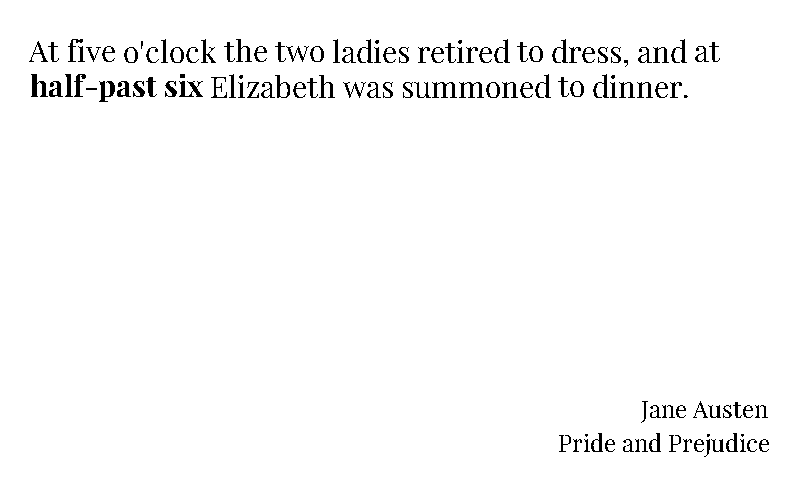 At five o'clock the two ladies retired to dress, and at
half-past six Elizabeth was summoned to dinner.
Jane Austen
Pride and Prejudice